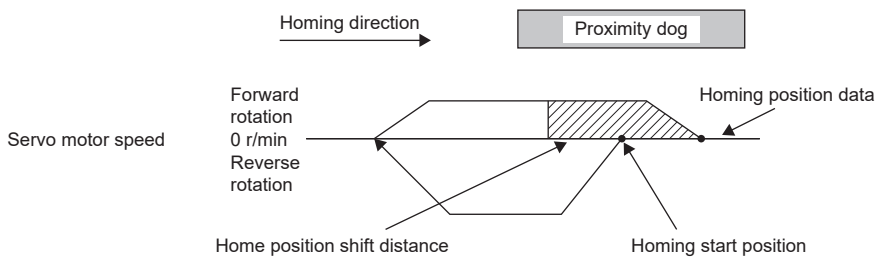 Homing direction
Proximity dog
Forward
rotation
Homing position data
Servo motor speed
0 r/min
Reverse
rotation
Home position shift distance
Homing start position